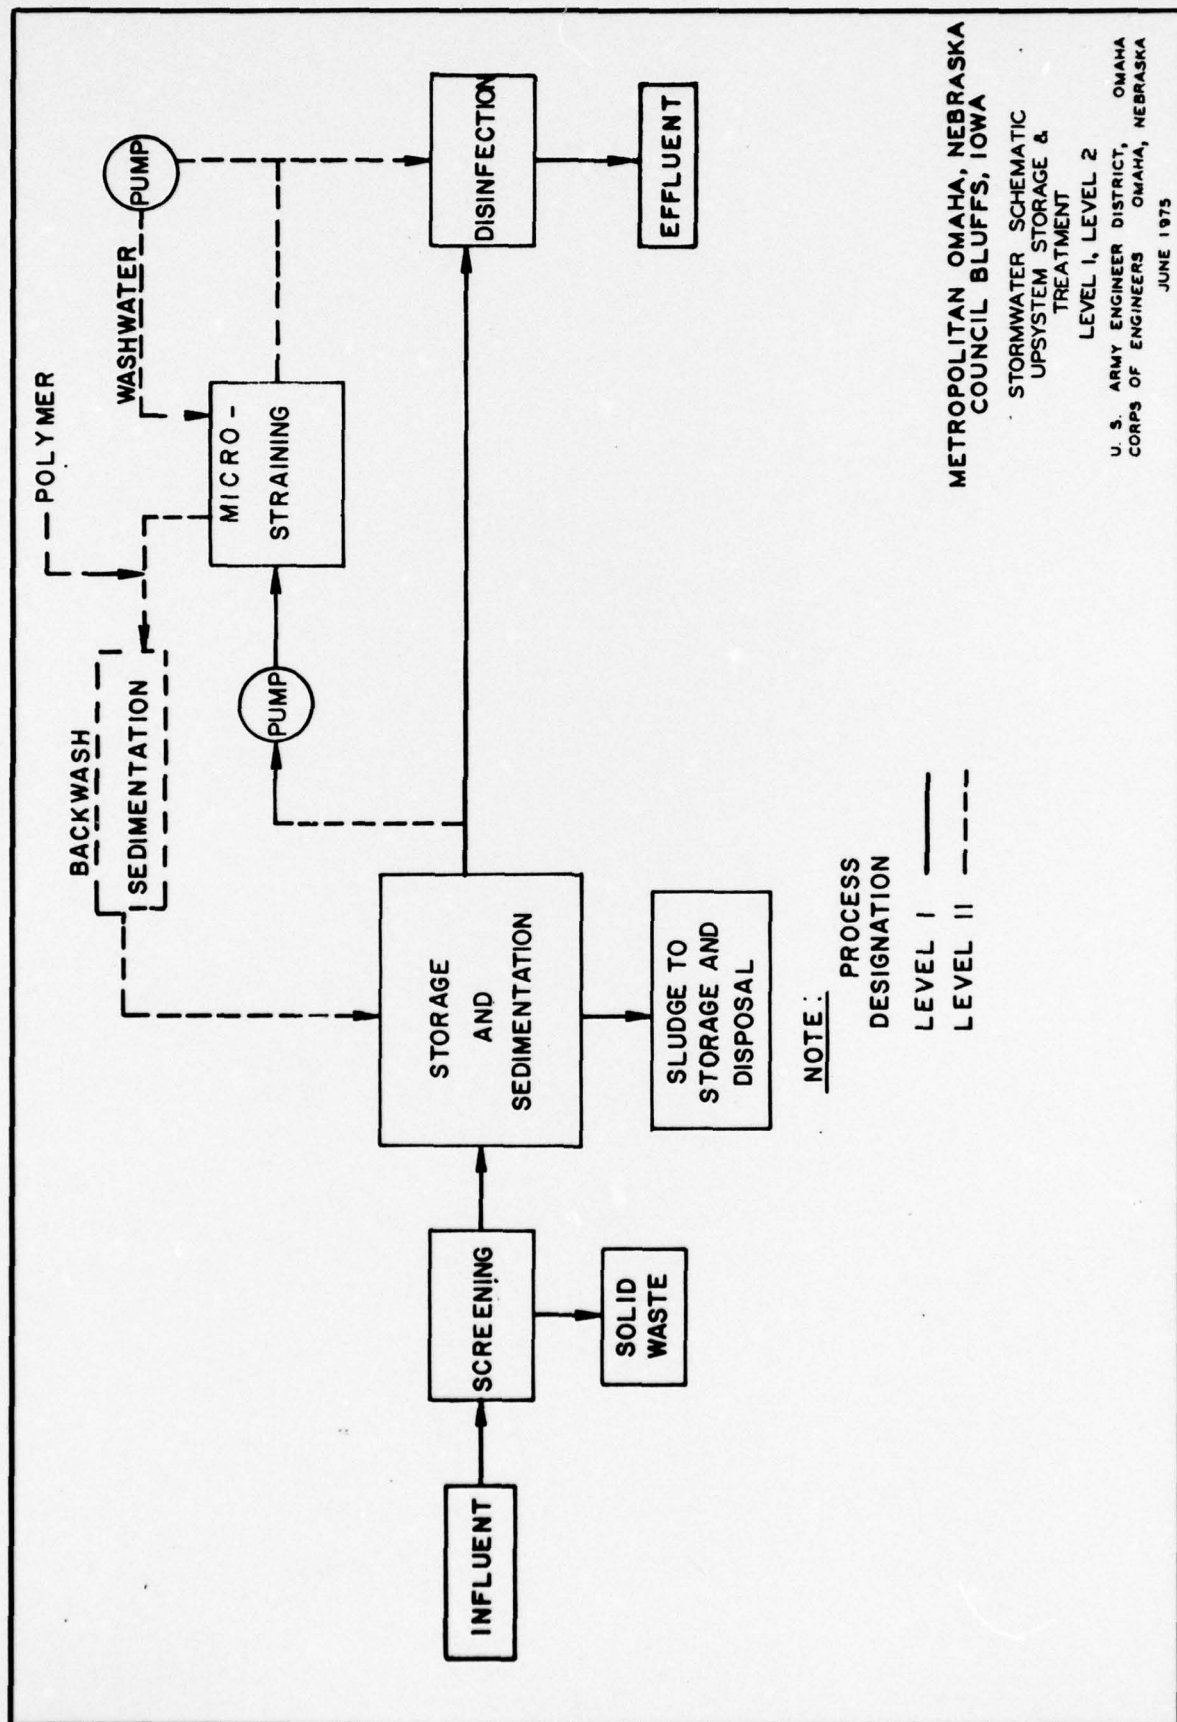 POLYMER
WASHWATER
PUMP
BACKWASH
SEDIMENTATION
MICRO-
STRAINING
PUMP
INFLUENT
SCREENING
SOLID
WASTE
STORAGE
AND
SEDIMENTATION
SLUDGE TO
STORAGE AND
DISPOSAL
DISINFECTION
EFFLUENT
NOTE:
PROCESS
DESIGNATION
LEVEL I
LEVEL II
METROPOLITAN OMAHA, NEBRASKA
COUNCIL BLUFFS, IOWA
STORMWATER SCHEMATIC
UPSYSTEM STORAGE &
TREATMENT
LEVEL I, LEVEL 2
U. S. ARMY ENGINEER DISTRICT, OMAHA
CORPS OF ENGINEERS OMAHA, NEBRASKA
JUNE 1975